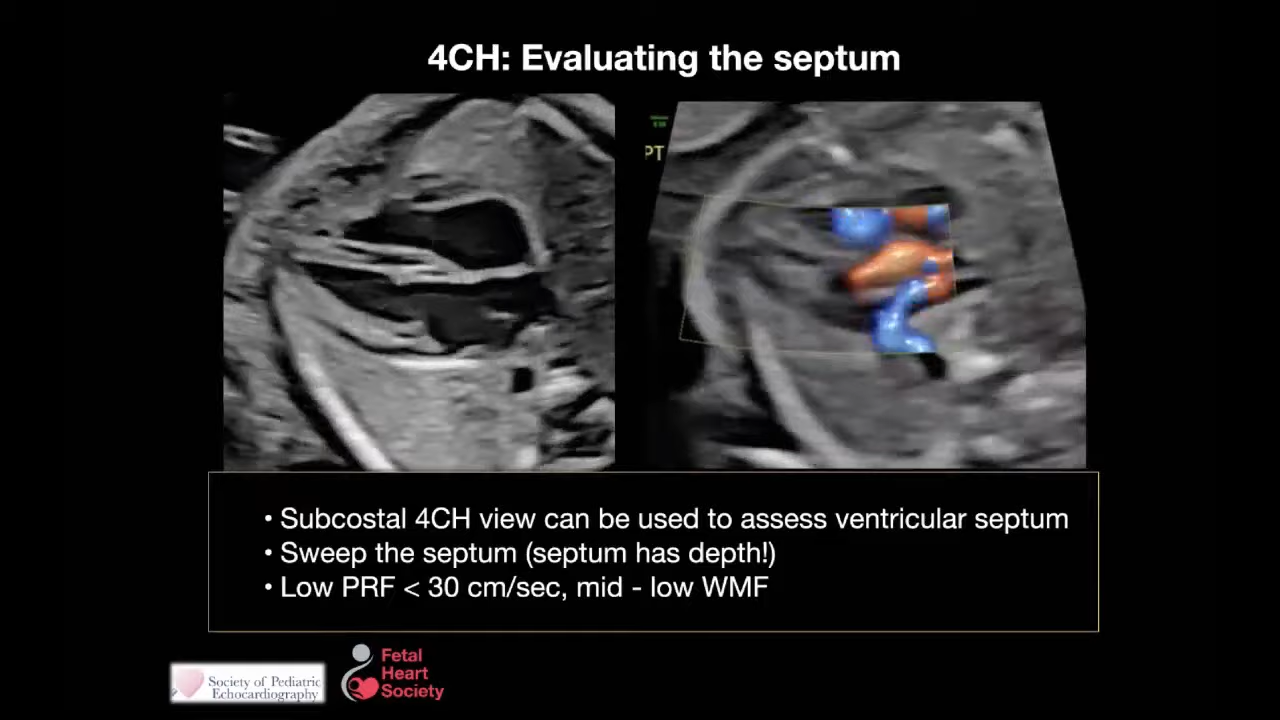 4CH: Evaluating the septum
PT
• Subcostal 4CH view can be used to assess ventricular septum
• Sweep the septum (septum has depth!)
• Low PRF < 30 cm/sec, mid - low WMF
Society of Pediatric
Echocardiography
Fetal
Heart
Society